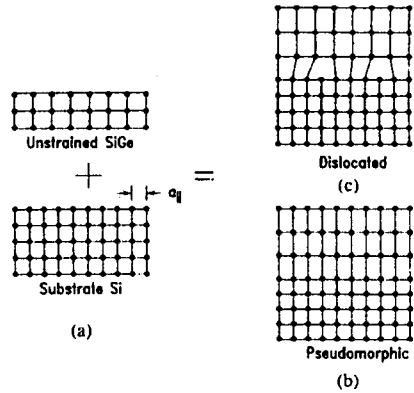 Unstrained SiGe
+
=
a||
Substrate Si
(a)
Dislocated
(c)
Pseudomorphic
(b)